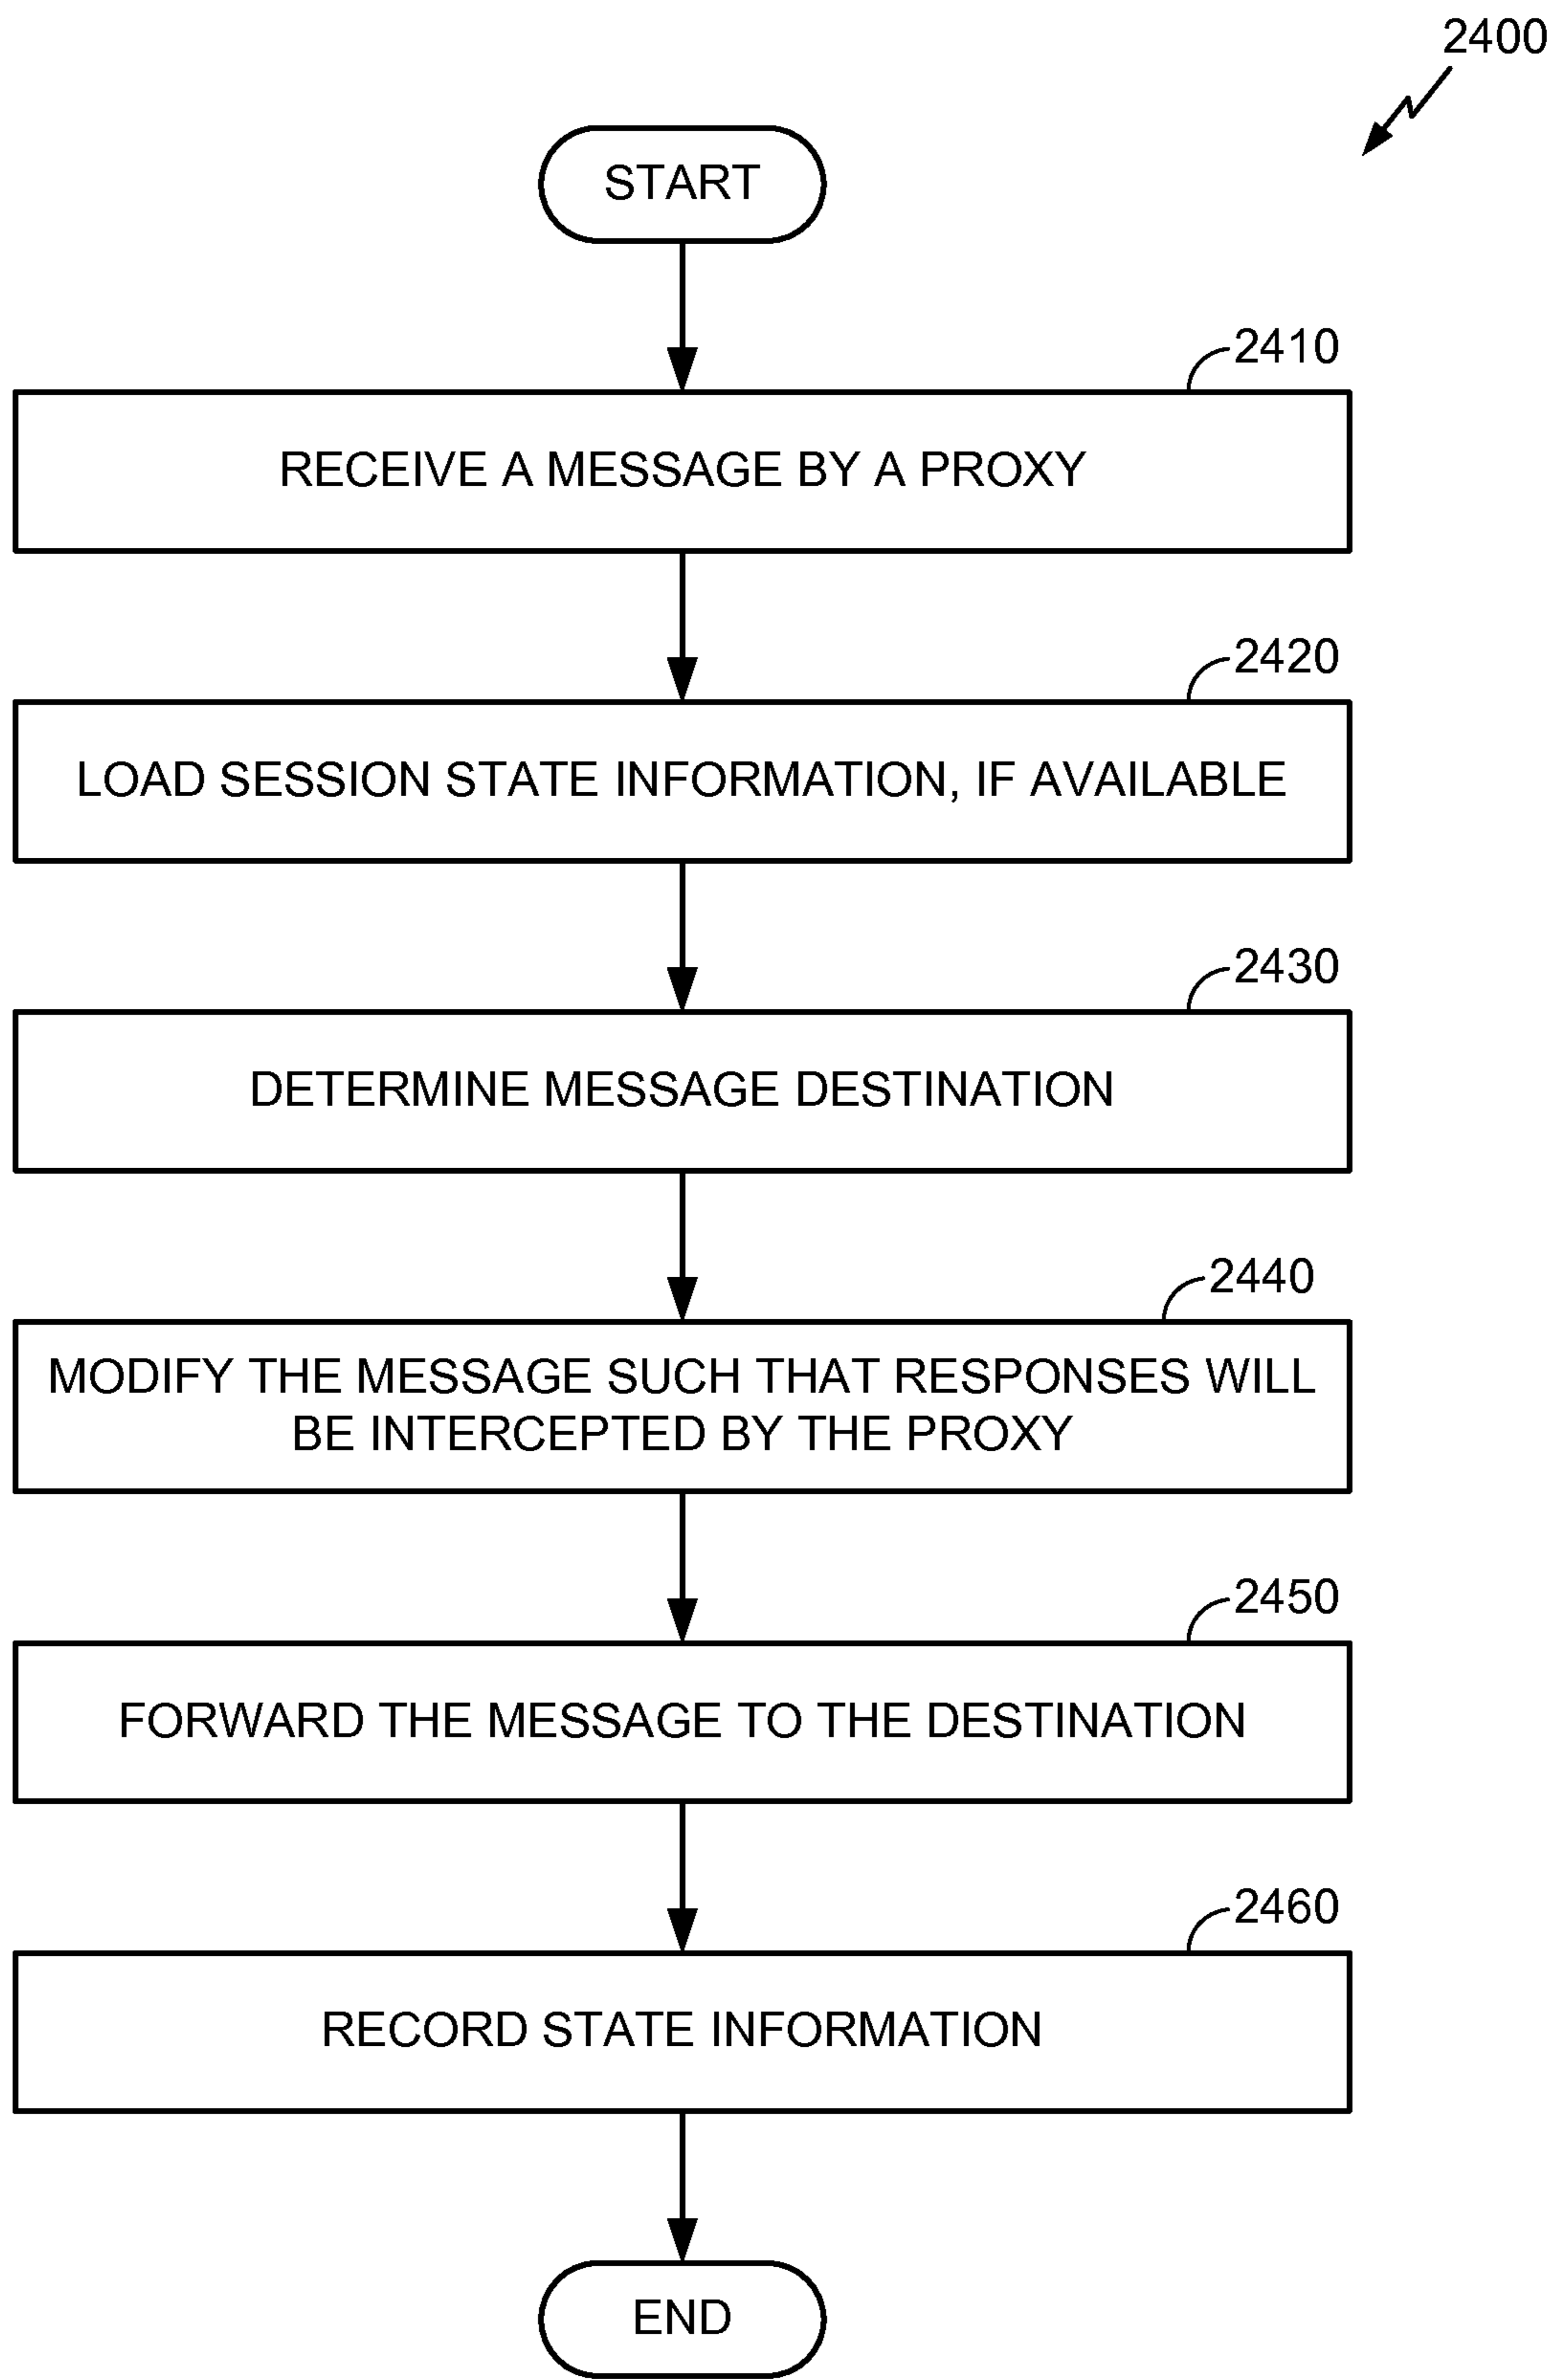 2400
START
2410
RECEIVE A MESSAGE BY A PROXY
2420
LOAD SESSION STATE INFORMATION, IF AVAILABLE
2430
DETERMINE MESSAGE DESTINATION
2440
MODIFY THE MESSAGE SUCH THAT RESPONSES WILL
BE INTERCEPTED BY THE PROXY
2450
FORWARD THE MESSAGE TO THE DESTINATION
2460
RECORD STATE INFORMATION
END